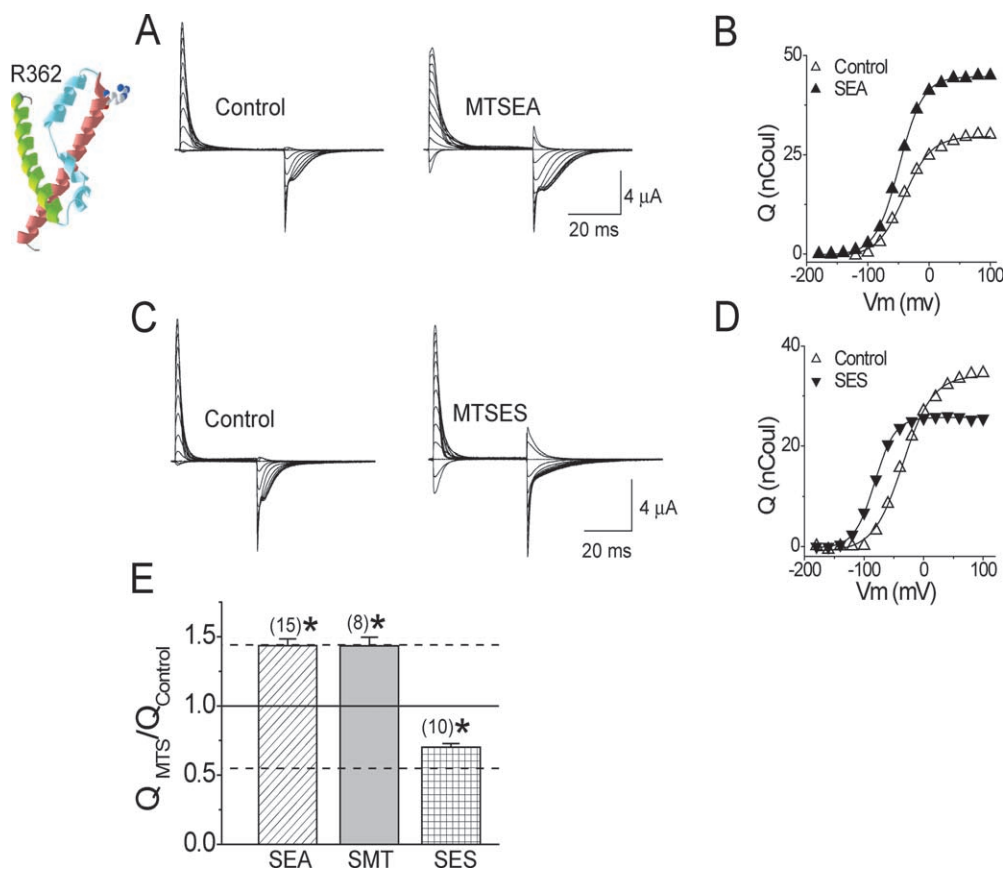 R362
A
Control
MTSEA
4 μA
20 ms
B
△ Control
▲ SEA
Q (nCoul)
50
25
0
-200
-100
0
100
Vm (mv)
C
Control
MTSES
4 μA
20 ms
D
△ Control
▼ SES
Q (nCoul)
40
20
0
-200
-100
0
100
Vm (mV)
E
Q MTS/QControl
1.5
1.0
0.5
0.0
(15)*
(8)*
(10)*
SEA
SMT
SES